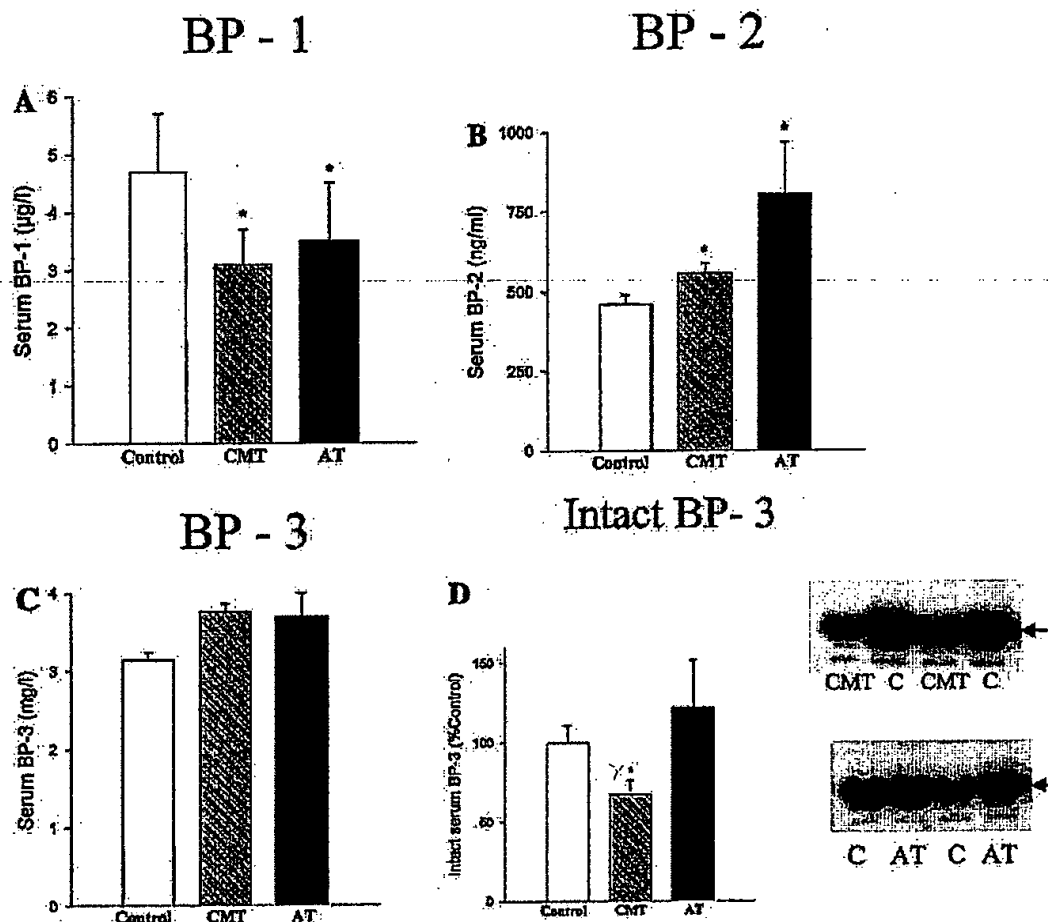 BP - 1
A
Serum BP-1 (µg/l)
6
5
4
3
2
1
0
*
*
Control CMT AT
BP - 2
B
Serum BP-2 (ng/ml)
1000
750
500
250
0
*
*
Control CMT AT
BP - 3
C
Serum BP-3 (mg/l)
4
3
2
1
0
Control CMT AT
Intact BP- 3
D
Intact serum BP-3 (%Control)
150
100
50
0
γ *
Control CMT AT
CMT C CMT C
C AT C AT